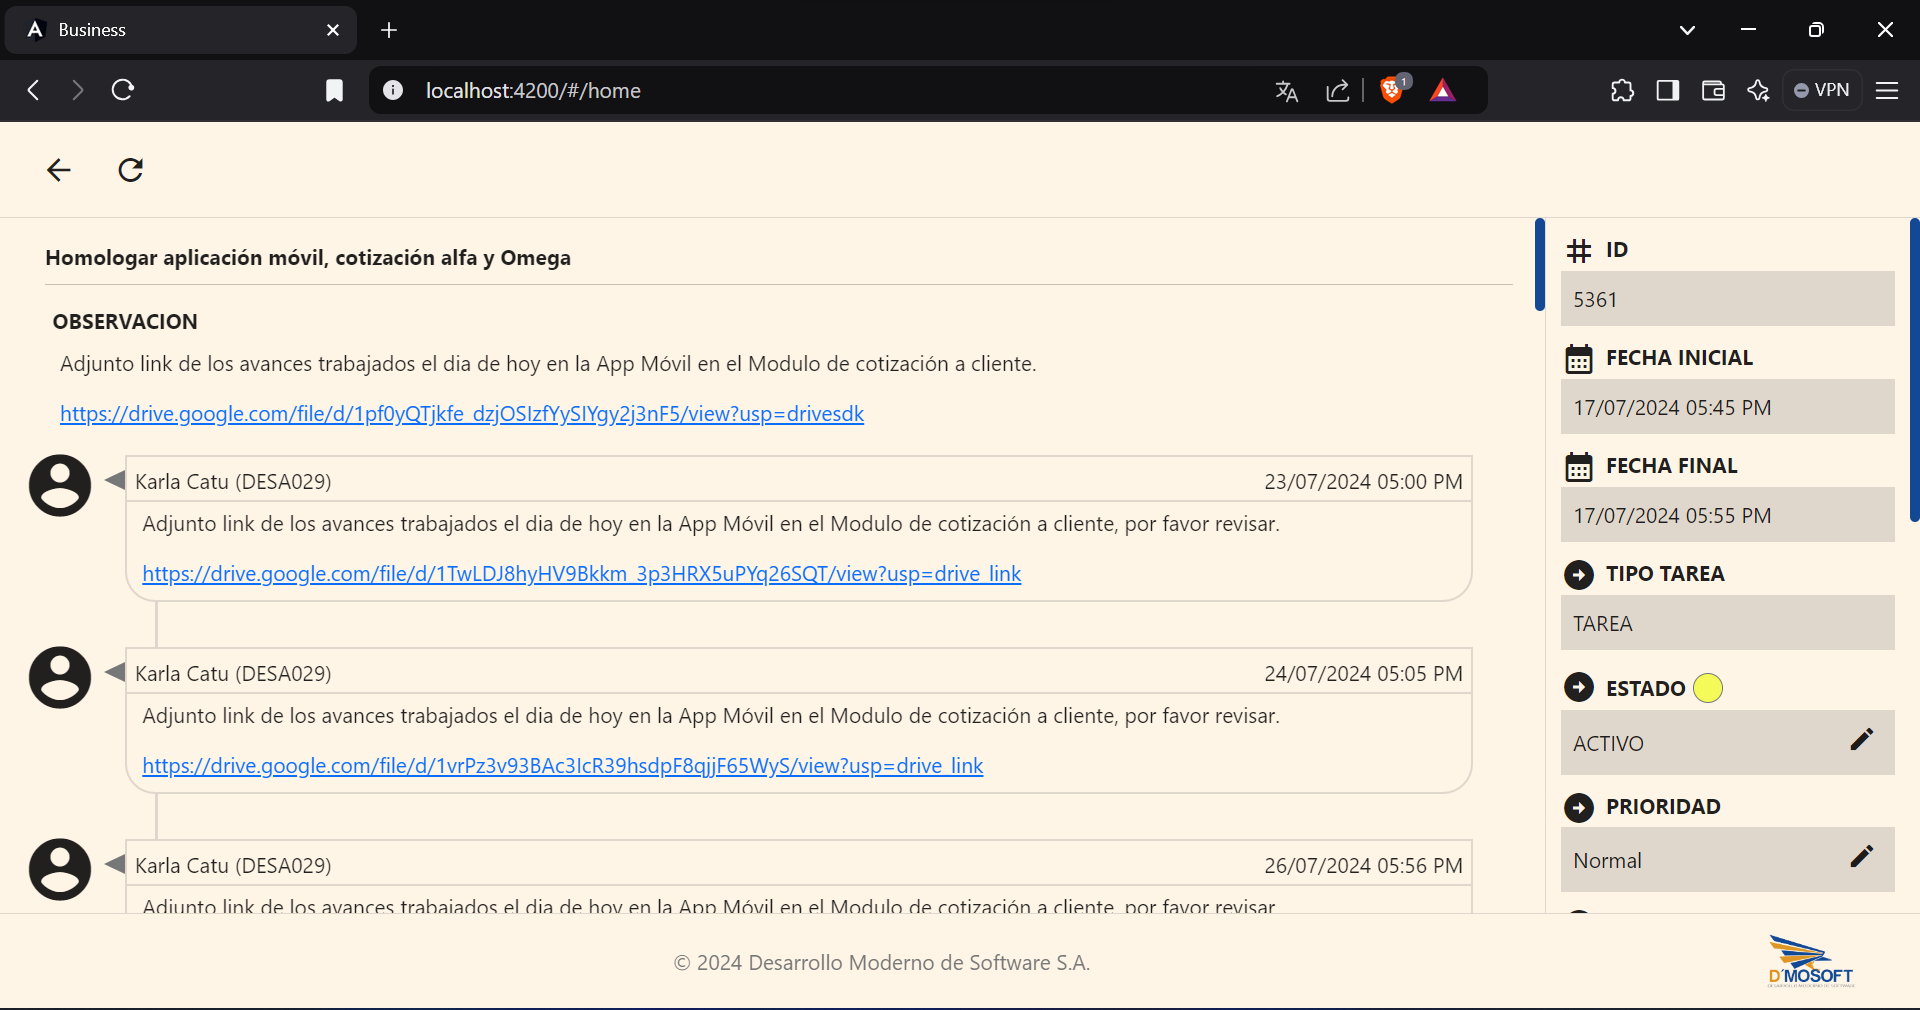 Business
localhost:4200/#/home
1
VPN
Homologar aplicación móvil, cotización alfa y Omega
OBSERVACION
Adjunto link de los avances trabajados el dia de hoy en la App Móvil en el Modulo de cotización a cliente.
https://drive.google.com/file/d/1pf0yQTjkfe_dzjOSIzfYySIYgy2j3nF5/view?usp=drivesdk
Karla Catu (DESA029) 23/07/2024 05:00 PM
Adjunto link de los avances trabajados el dia de hoy en la App Móvil en el Modulo de cotización a cliente, por favor revisar.
https://drive.google.com/file/d/1TwLDJ8hyHV9Bkkm_3p3HRX5uPYq26SQT/view?usp=drive_link
Karla Catu (DESA029) 24/07/2024 05:05 PM
Adjunto link de los avances trabajados el dia de hoy en la App Móvil en el Modulo de cotización a cliente, por favor revisar.
https://drive.google.com/file/d/1vrPz3v93BAc3IcR39hsdpF8qjjF65WyS/view?usp=drive_link
Karla Catu (DESA029) 26/07/2024 05:56 PM
Adjunto link de los avances trabajados el dia de hoy en la App Móvil en el Modulo de cotización a cliente, por favor revisar
ID
5361
FECHA INICIAL
17/07/2024 05:45 PM
FECHA FINAL
17/07/2024 05:55 PM
TIPO TAREA
TAREA
ESTADO
ACTIVO
PRIORIDAD
Normal
© 2024 Desarrollo Moderno de Software S.A.
D'MOSOFT